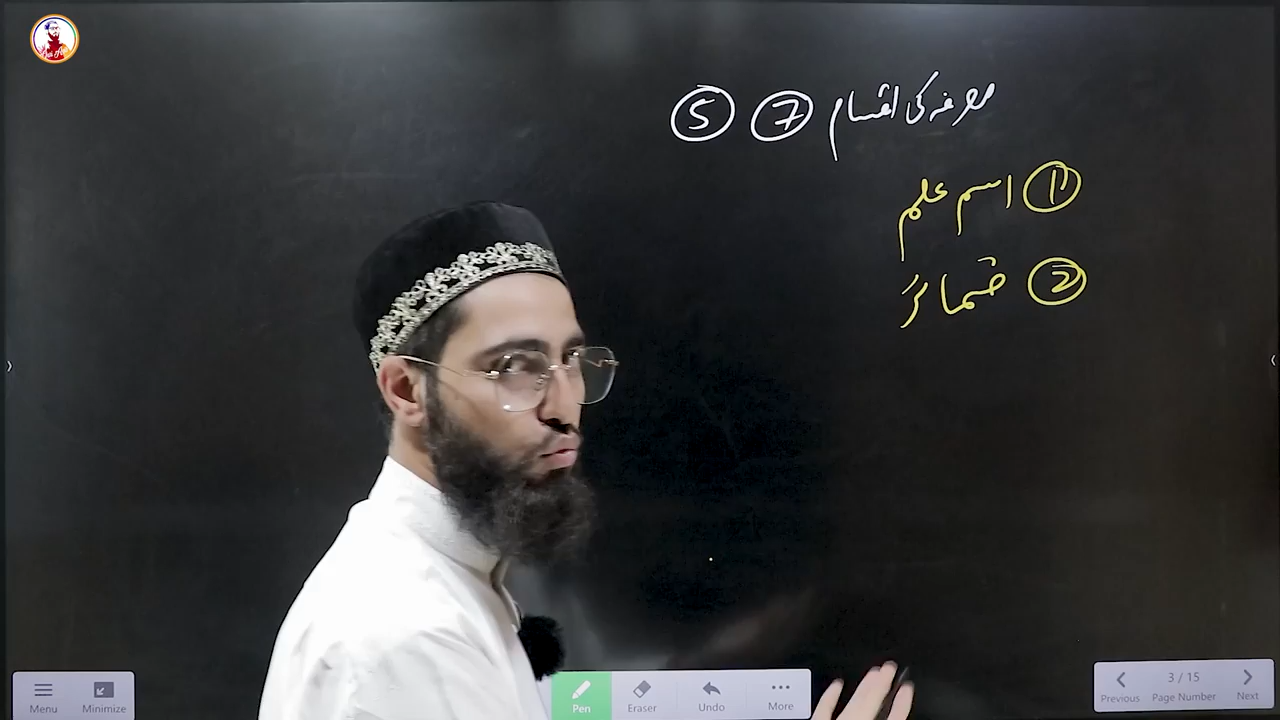 معرفہ کی اقسام ⑦ ⑤
① اسم علم
② ضمائر
Menu
Minimize
Pen
Eraser
Undo
More
Previous
3 / 15
Page Number
Next